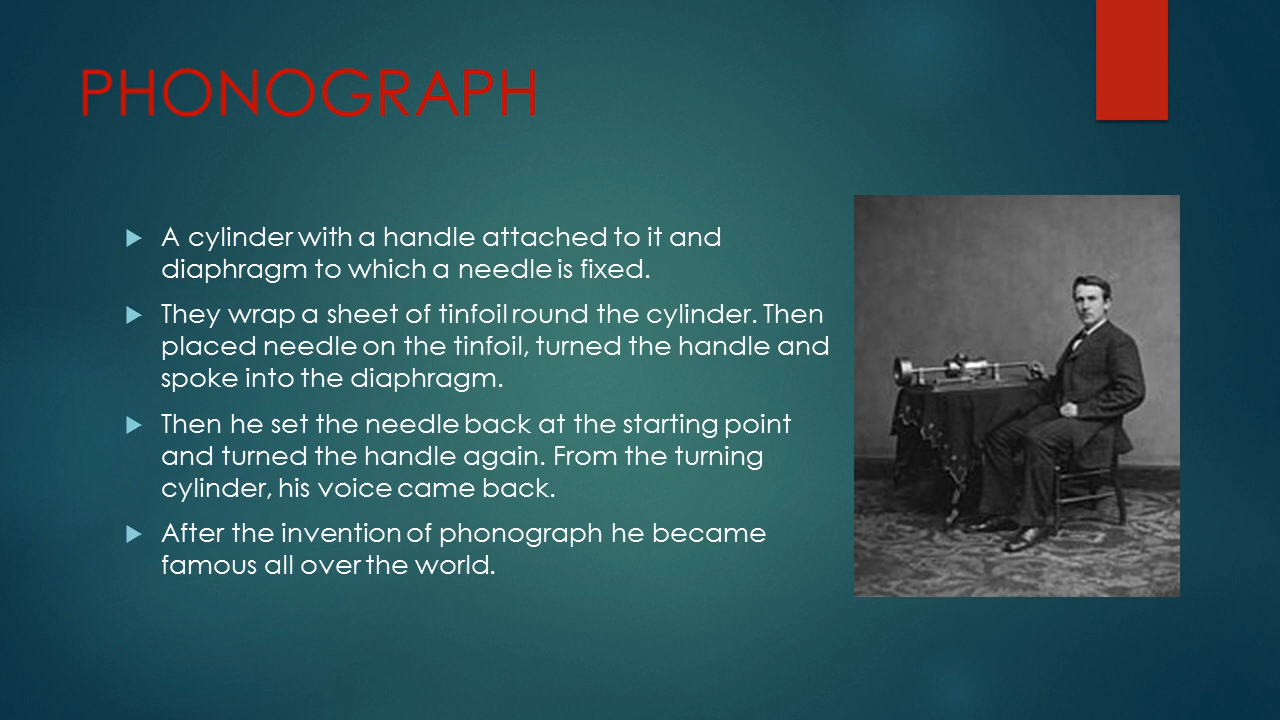 PHONOGRAPH
A cylinder with a handle attached to it and
diaphragm to which a needle is fixed.
They wrap a sheet of tinfoil round the cylinder. Then
placed needle on the tinfoil, turned the handle and
spoke into the diaphragm.
Then he set the needle back at the starting point
and turned the handle again. From the turning
cylinder, his voice came back.
After the invention of phonograph he became
famous all over the world.